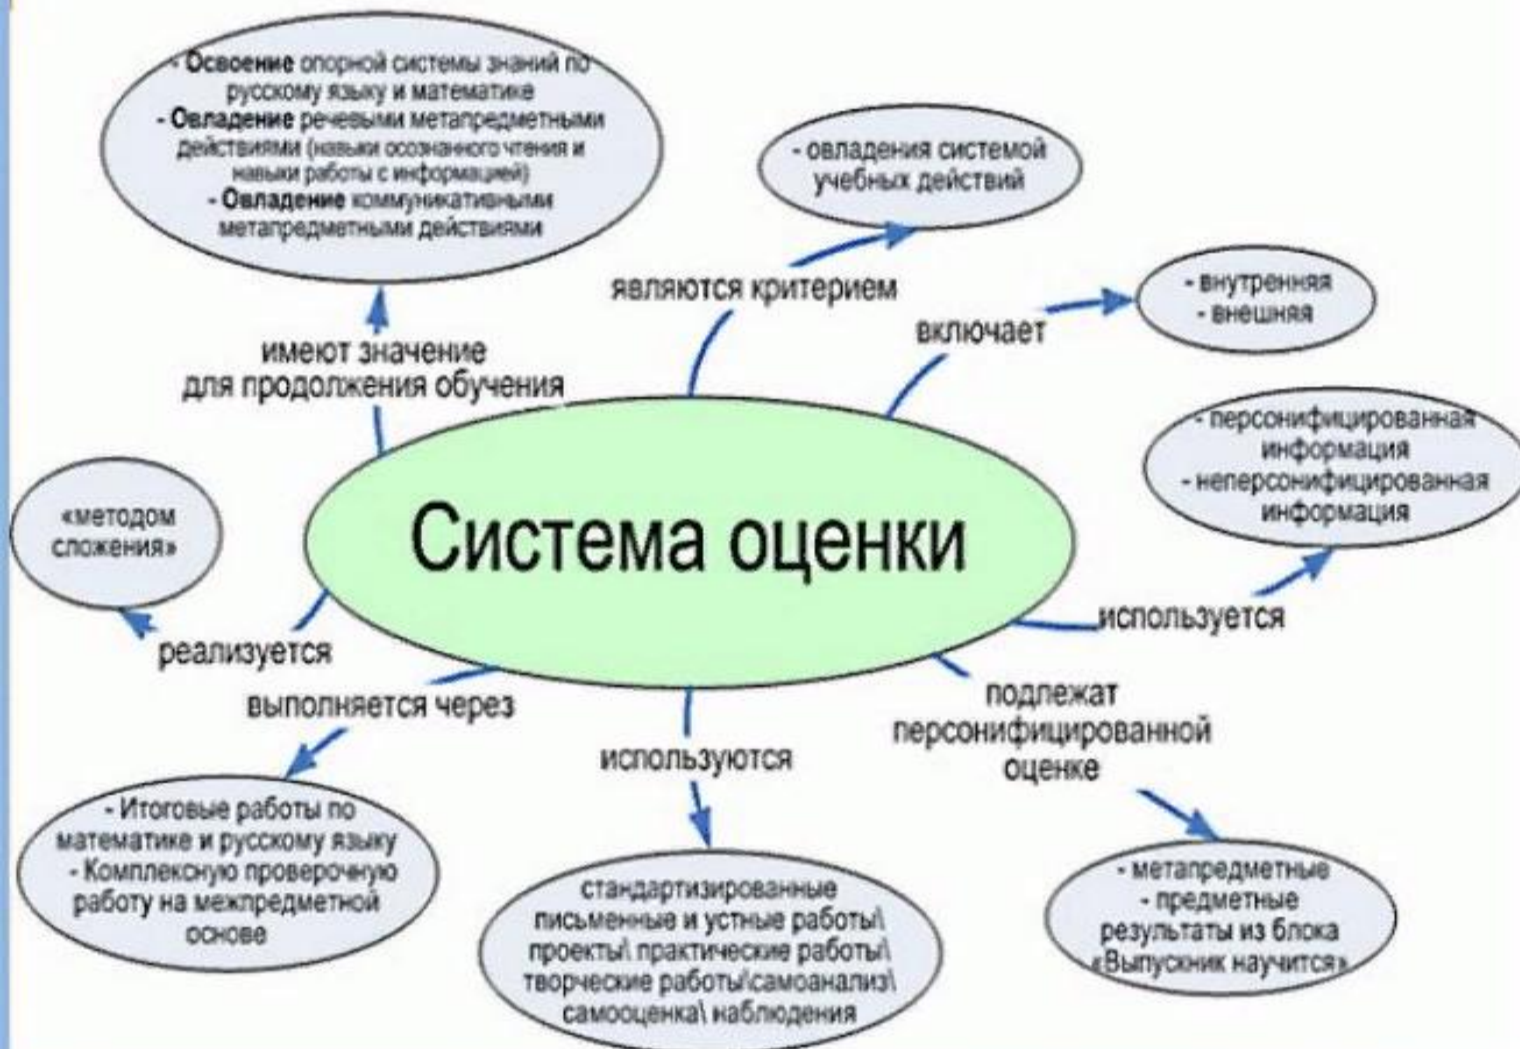 - Освоение опорной системы знаний по
русскому языку и математике
- Овладение речевыми метапредметными
действиями (навыки осознанного чтения и
навыки работы с информацией)
- Овладение коммуникативными
метапредметными действиями
- овладения системой
учебных действий
являются критерием
- внутренняя
- внешняя
включает
имеют значение
для продолжения обучения
- персонифицированная
информация
- неперсонифицированная
информация
«методом
сложения»
Система оценки
используется
реализуется
выполняется через
подлежат
персонифицированной
оценке
используются
- Итоговые работы по
математике и русскому языку
- Комплексную проверочную
работу на межпредметной
основе
стандартизированные
письменные и устные работы\
проекты\ практические работы\
творческие работы\самоанализ\
самооценка\ наблюдения
- метапредметные
- предметные
результаты из блока
«Выпускник научится»